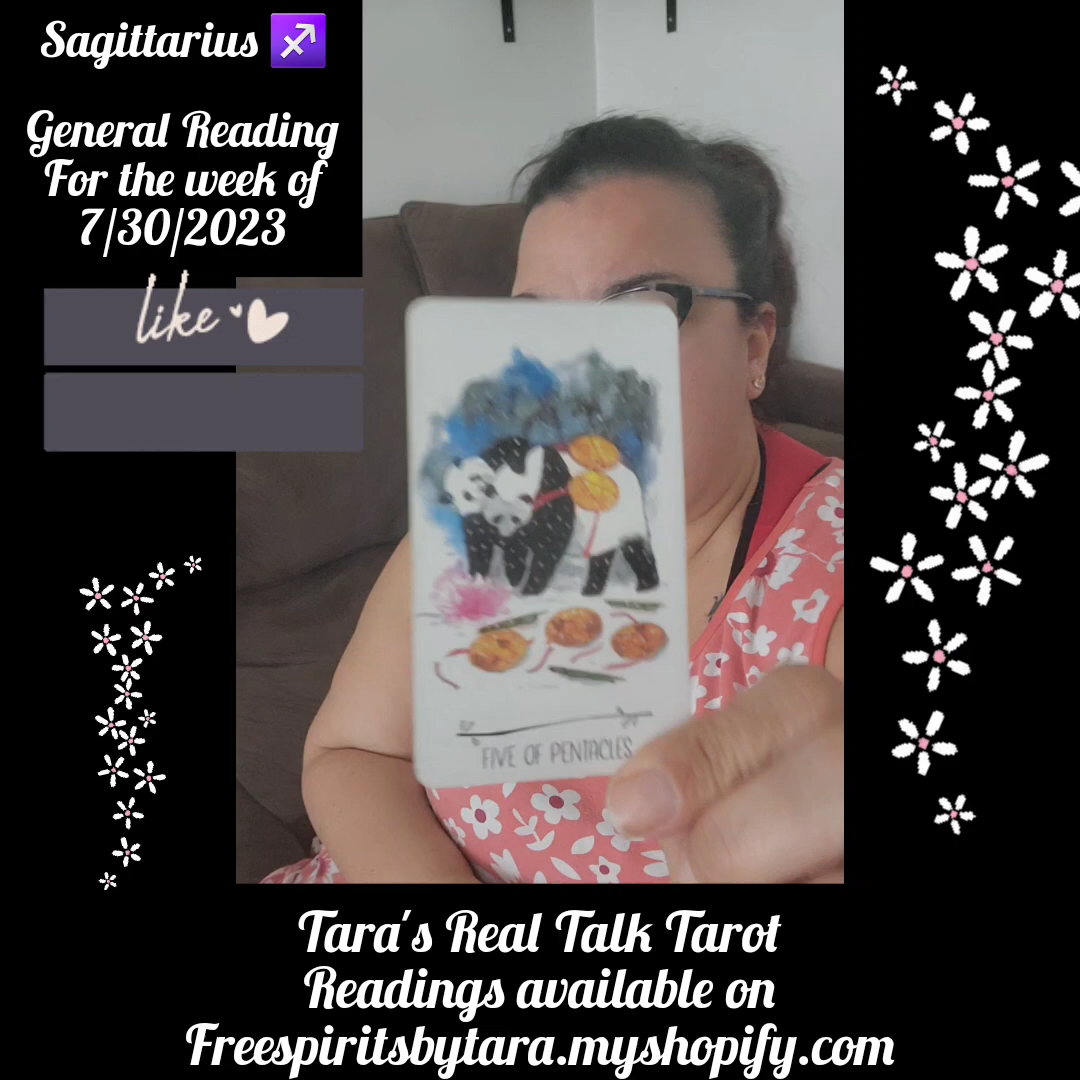 Sagittarius ♐
General Reading
For the week of
7/30/2023
like
FIVE OF PENTACLES
Tara's Real Talk Tarot
Readings available on
Freespiritsbytara.myshopify.com